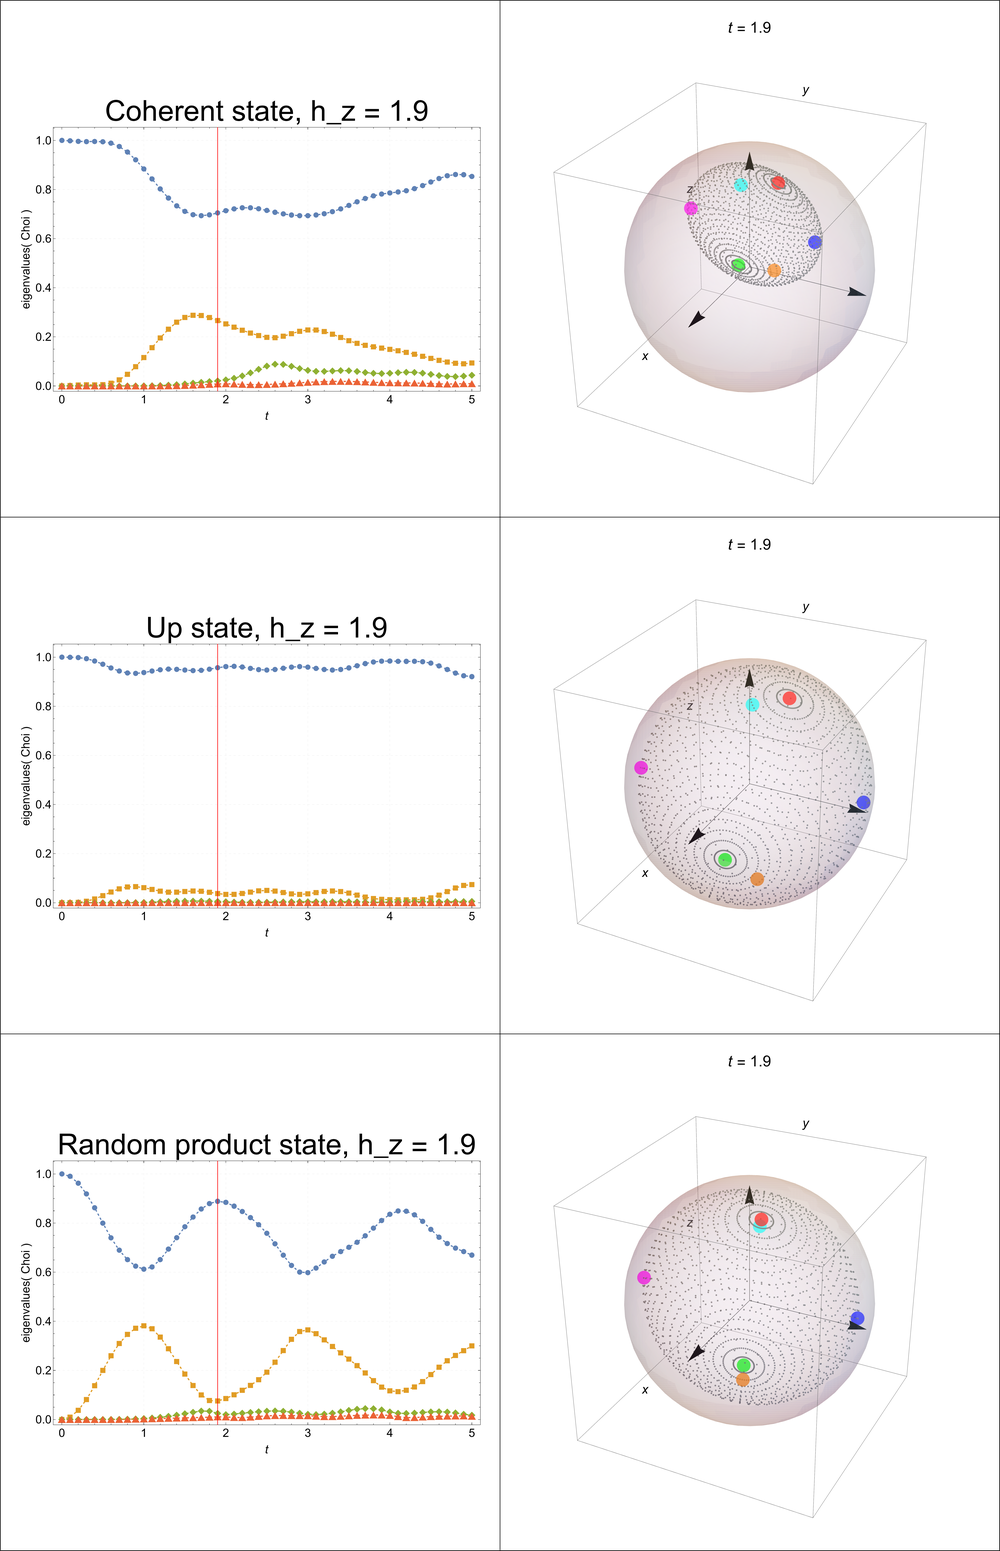 t = 1.9
y
Coherent state, h_z = 1.9
eigenvalues( Choi )
1.0
0.8
0.6
0.4
0.2
0.0
0 1 2 3 4 5
t
z
x
t = 1.9
y
Up state, h_z = 1.9
eigenvalues( Choi )
1.0
0.8
0.6
0.4
0.2
0.0
0 1 2 3 4 5
t
z
x
t = 1.9
y
Random product state, h_z = 1.9
eigenvalues( Choi )
1.0
0.8
0.6
0.4
0.2
0.0
0 1 2 3 4 5
t
z
x